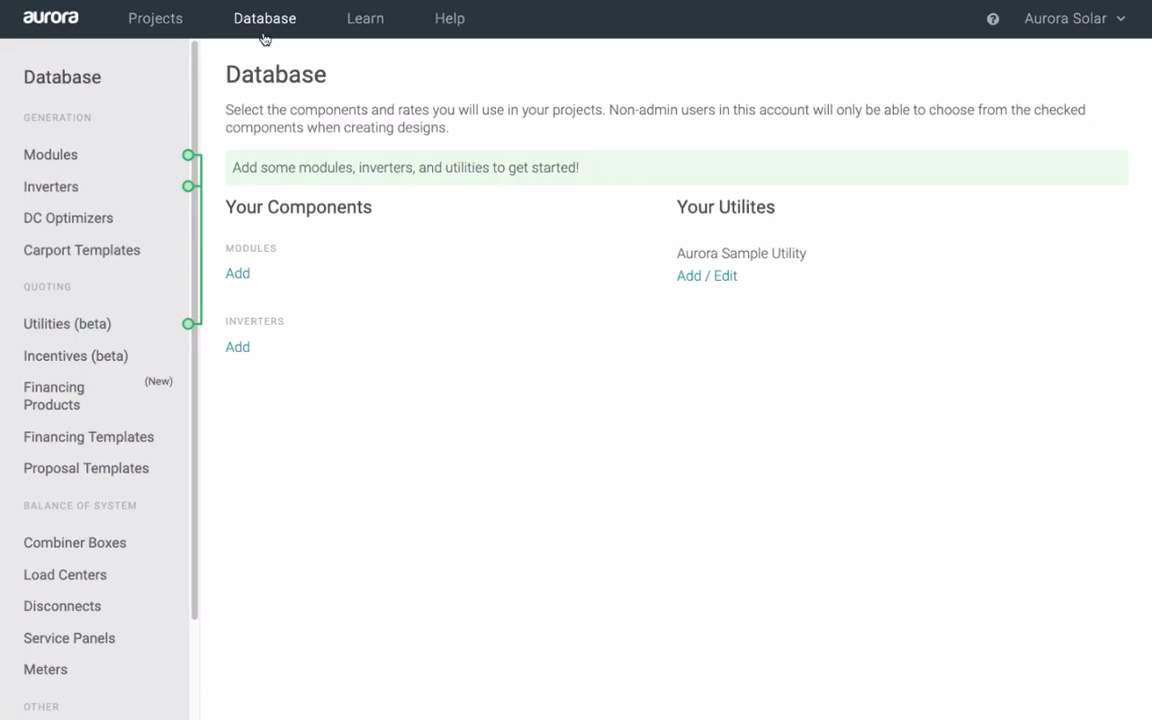 aurora Projects Database Learn Help Aurora Solar
Database
GENERATION
Modules
Inverters
DC Optimizers
Carport Templates
QUOTING
Utilities (beta)
Incentives (beta)
Financing (New)
Products
Financing Templates
Proposal Templates
BALANCE OF SYSTEM
Combiner Boxes
Load Centers
Disconnects
Service Panels
Meters
OTHER
Database
Select the components and rates you will use in your projects. Non-admin users in this account will only be able to choose from the checked
components when creating designs.
Add some modules, inverters, and utilities to get started!
Your Components
MODULES
Add
INVERTERS
Add
Your Utilites
Aurora Sample Utility
Add / Edit